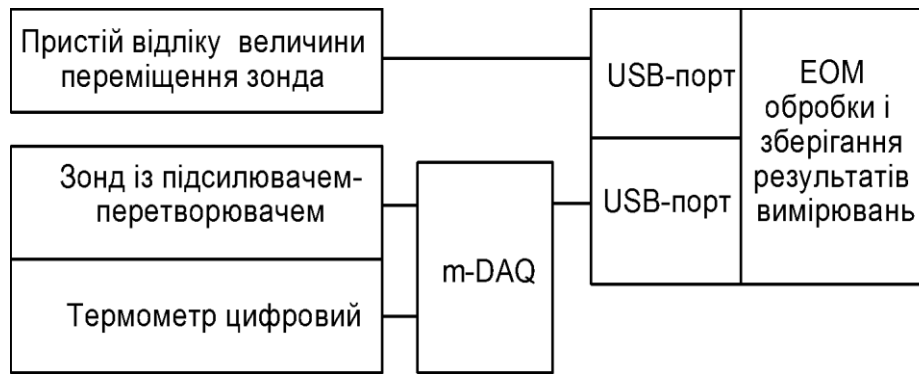 Пристій відліку величини
переміщення зонда
USB-порт
ЕОМ
обробки і
зберігання
результатів
вимірювань
Зонд із підсилювачем-
перетворювачем
USB-порт
m-DAQ
Термометр цифровий